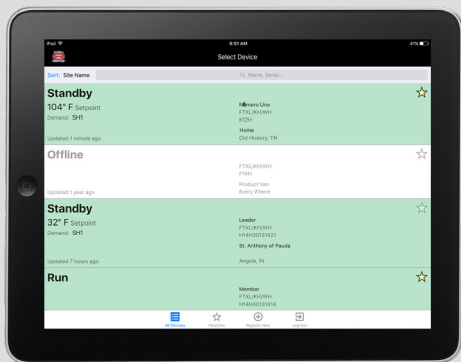 iPad 9:51 AM 41%
Select Device
Sort: Site Name Name, Serial...
Standby
104° F Setpoint
Demand: SH1
Updated 1 minute ago
Número Uno
FTXL/KH/WH
K12H
Home
Old Hickory, TN
Offline
Updated 1 year ago
FTXL/KH/WH
F14H
Product Van
Every Where
Standby
32° F Setpoint
Demand: SH1
Updated 7 hours ago
Leader
FTXL/KH/WH
H14H30131421
St. Anthony of Pauda
Angola, IN
Run
Member
FTXL/KH/WH
H14H30131414
All Devices Favorites Register New Log Out